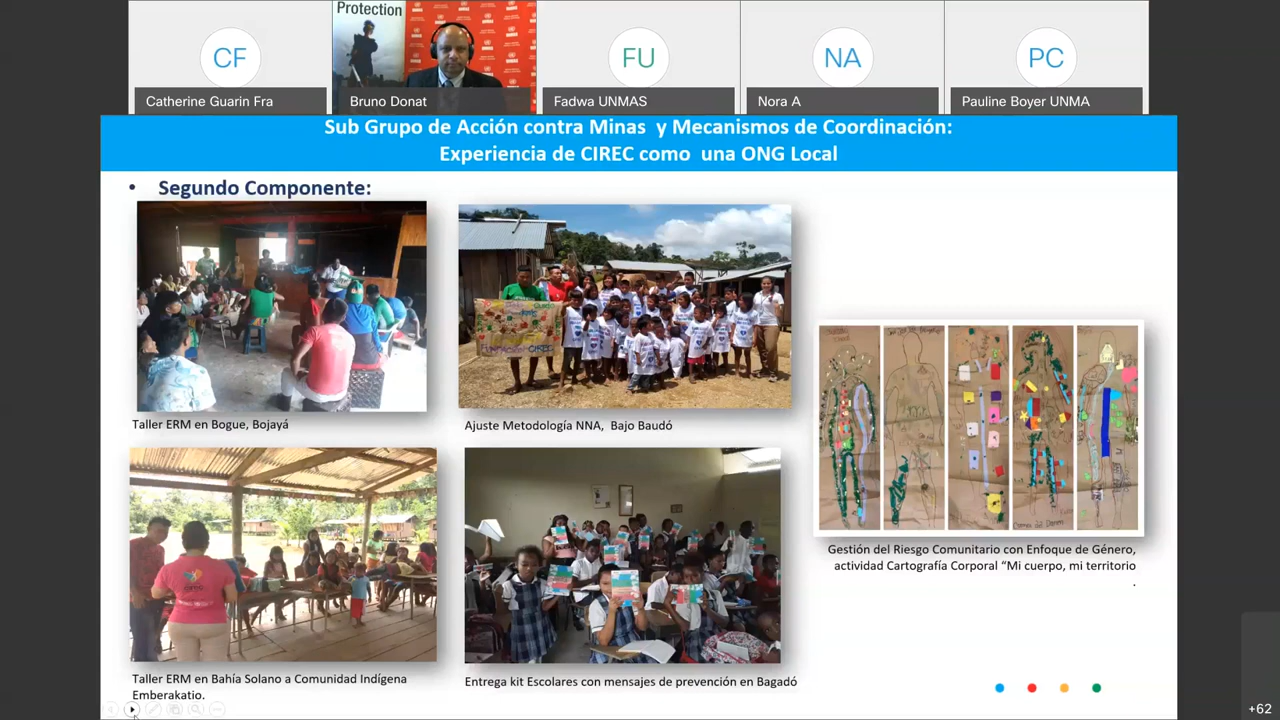 Protection
CF
FU
NA
PC
Catherine Guarin Fra
Bruno Donat
Fadwa UNMAS
Nora A
Pauline Boyer UNMA
Sub Grupo de Acción contra Minas y Mecanismos de Coordinación:
Experiencia de CIREC como una ONG Local
• Segundo Componente:
Taller ERM en Bogue, Bojayá
Ajuste Metodología NNA, Bajo Baudó
Gestión del Riesgo Comunitario con Enfoque de Género,
actividad Cartografía Corporal “Mi cuerpo, mi territorio
.
Taller ERM en Bahía Solano a Comunidad Indígena
Emberakatio.
Entrega kit Escolares con mensajes de prevención en Bagadó
+62